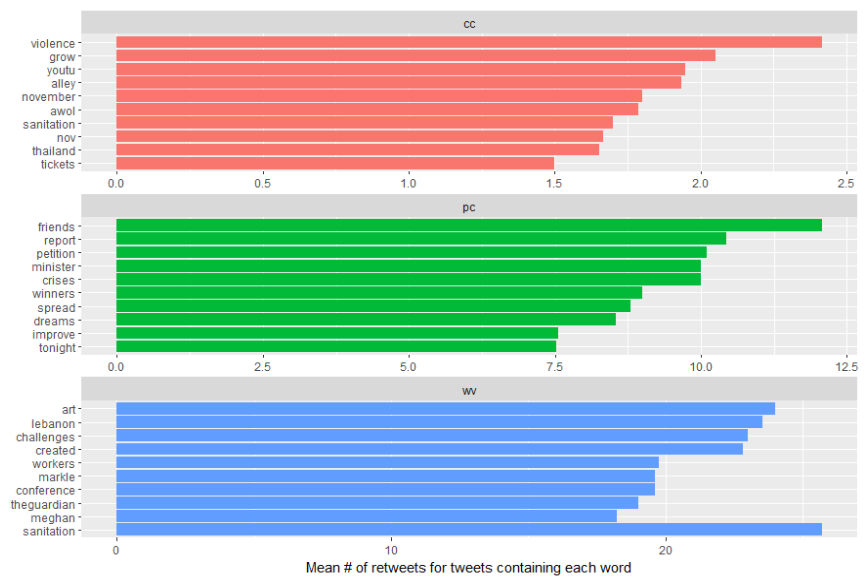 cc
violence
grow
youtu
alley
november
awol
sanitation
nov
thailand
tickets
0.0 0.5 1.0 1.5 2.0 2.5
pc
friends
report
petition
minister
crises
winners
spread
dreams
improve
tonight
0.0 2.5 5.0 7.5 10.0 12.5
wv
art
lebanon
challenges
created
workers
markle
conference
theguardian
meghan
sanitation
0 10 20
Mean # of retweets for tweets containing each word